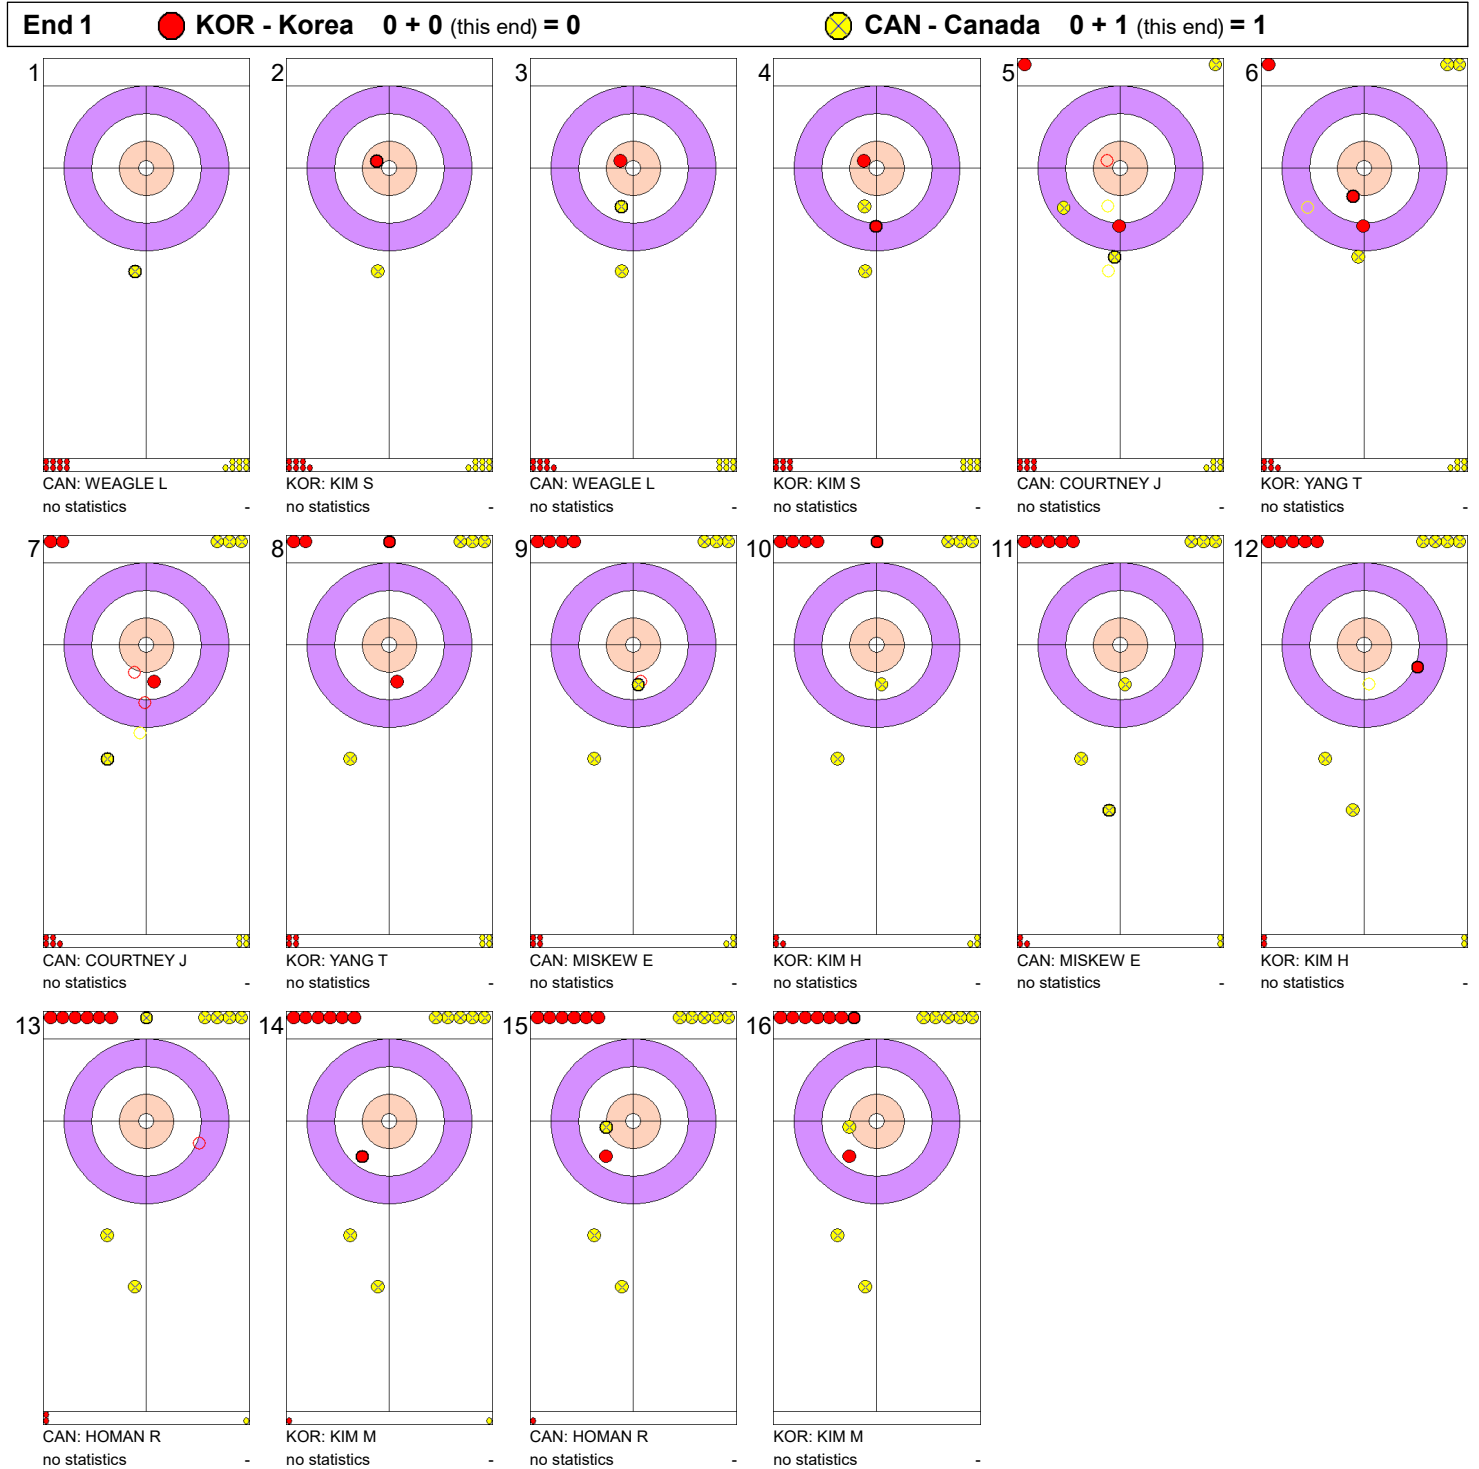 End 1 KOR - Korea 0 + 0 (this end) = 0 CAN - Canada 0 + 1 (this end) = 1
1 2 3 4 5 6
CAN: WEAGLE L KOR: KIM S CAN: WEAGLE L KOR: KIM S CAN: COURTNEY J KOR: YANG T
no statistics - no statistics - no statistics - no statistics - no statistics - no statistics -
7 8 9 10 11 12
CAN: COURTNEY J KOR: YANG T CAN: MISKEW E KOR: KIM H CAN: MISKEW E KOR: KIM H
no statistics - no statistics - no statistics - no statistics - no statistics - no statistics -
13 14 15 16
CAN: HOMAN R KOR: KIM M CAN: HOMAN R KOR: KIM M
no statistics - no statistics - no statistics - no statistics -